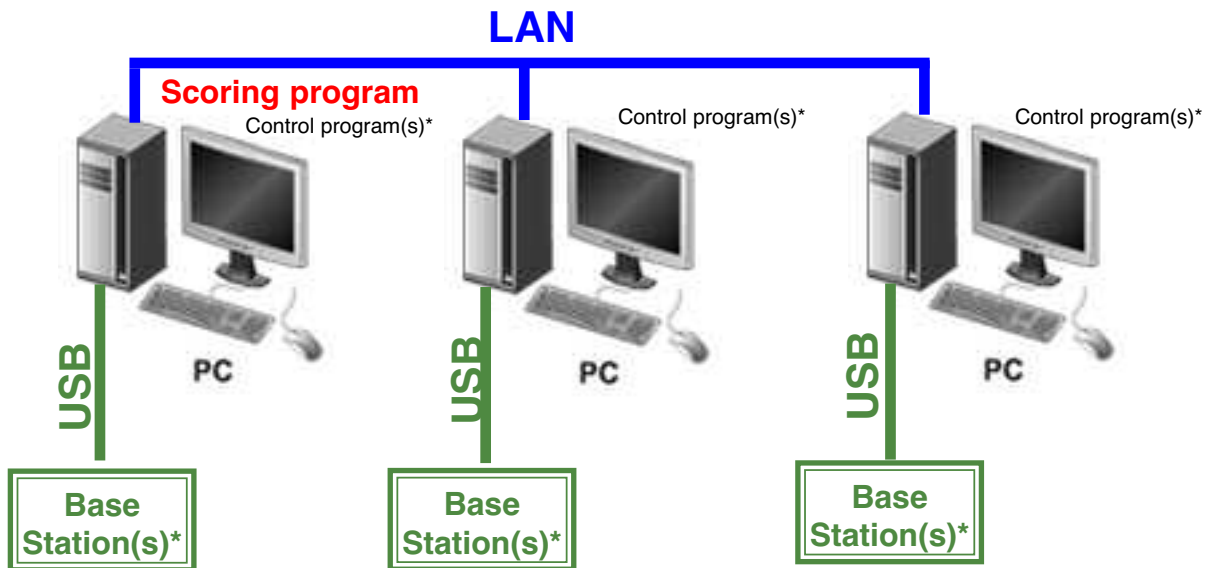 LAN
Scoring program
Control program(s)*
Control program(s)*
Control program(s)*
USB
USB
USB
PC
PC
PC
Base
Station(s)*
Base
Station(s)*
Base
Station(s)*